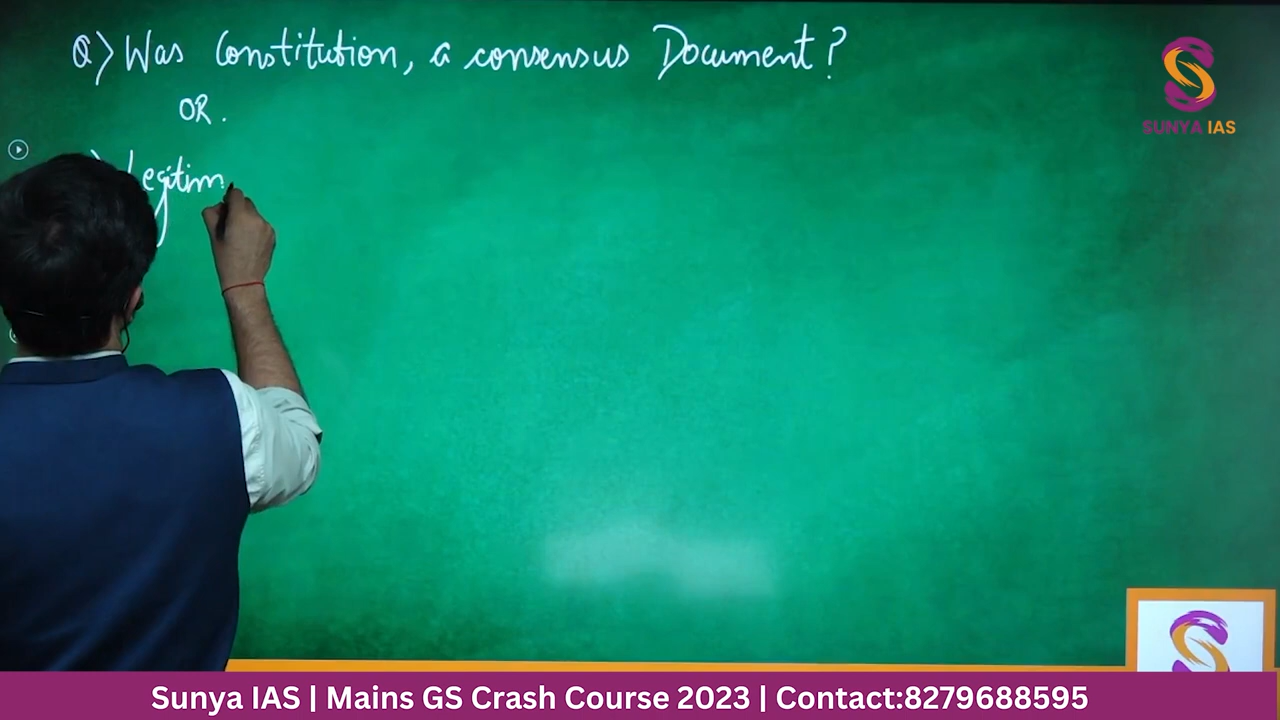 Q) Was Constitution, a consensus Document?
OR.
Legitim
SUNYA IAS
Sunya IAS | Mains GS Crash Course 2023 | Contact:8279688595